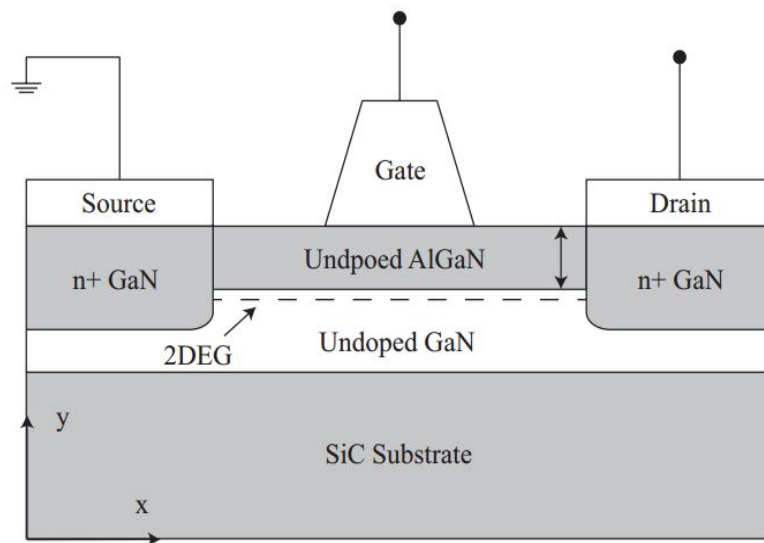 Gate
Source
Drain
n+ GaN
Undpoed AlGaN
n+ GaN
2DEG
Undoped GaN
y
SiC Substrate
x